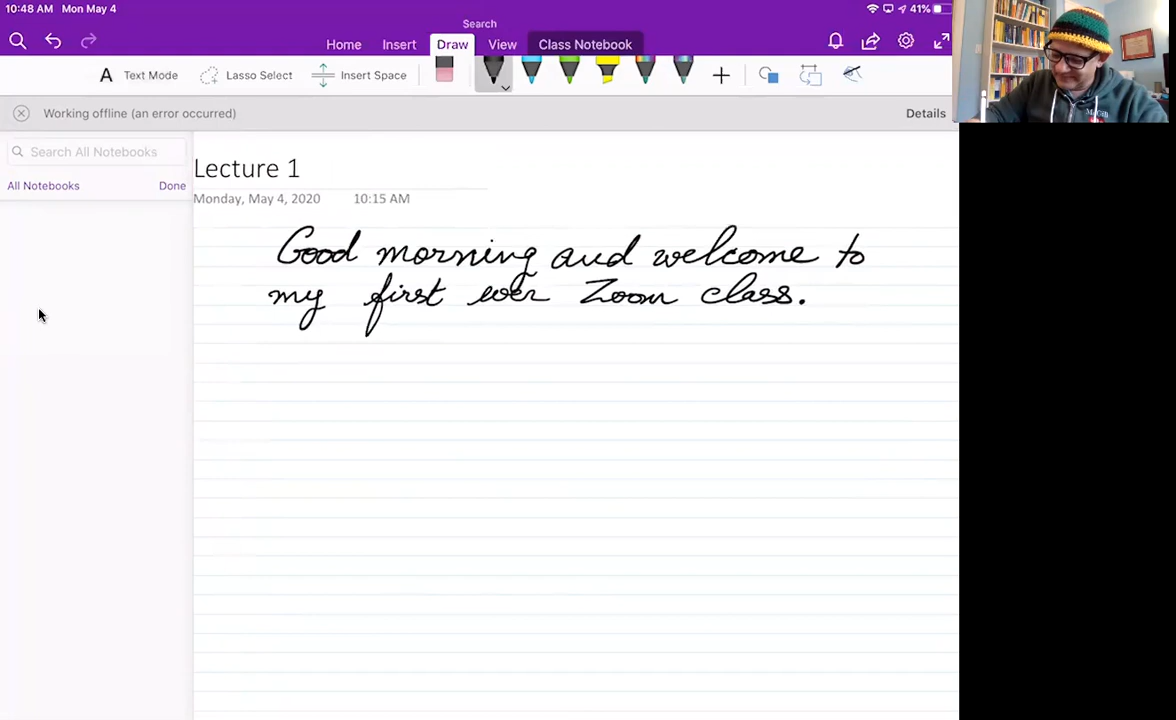 10:48 AM Mon May 4 41%
Search
Home Insert Draw View Class Notebook
A Text Mode Lasso Select Insert Space
Working offline (an error occurred) Details
Search All Notebooks
All Notebooks Done
Lecture 1
Monday, May 4, 2020 10:15 AM
Good morning and welcome to
my first ever Zoom class.